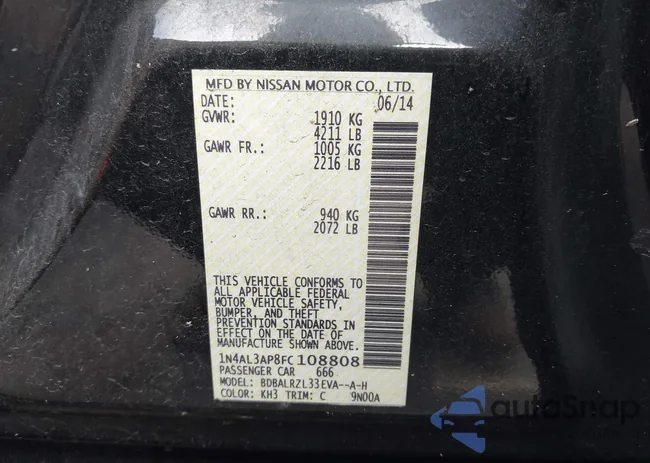 MFD BY NISSAN MOTOR CO., LTD.
DATE: 06/14
GVWR: 1910 KG
4211 LB
GAWR FR.: 1005 KG
2216 LB
GAWR RR.: 940 KG
2072 LB
THIS VEHICLE CONFORMS TO
ALL APPLICABLE FEDERAL
MOTOR VEHICLE SAFETY,
BUMPER, AND THEFT
PREVENTION STANDARDS IN
EFFECT ON THE DATE OF
MANUFACTURE SHOWN ABOVE.
1N4AL3AP8FC108808
PASSENGER CAR 666
MODEL: BDBALRZL33EVA--A-H
COLOR: KH3 TRIM: C 9N00A
autoSnap